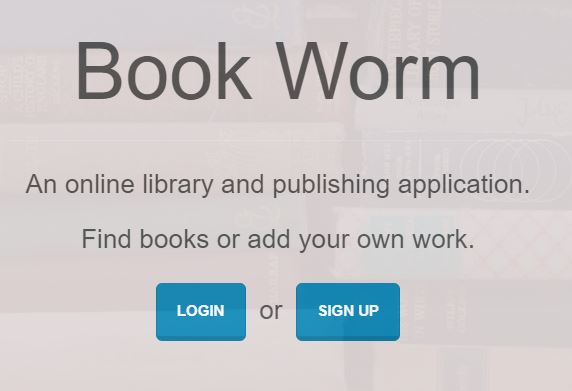 Book Worm
An online library and publishing application.
Find books or add your own work.
LOGIN or SIGN UP